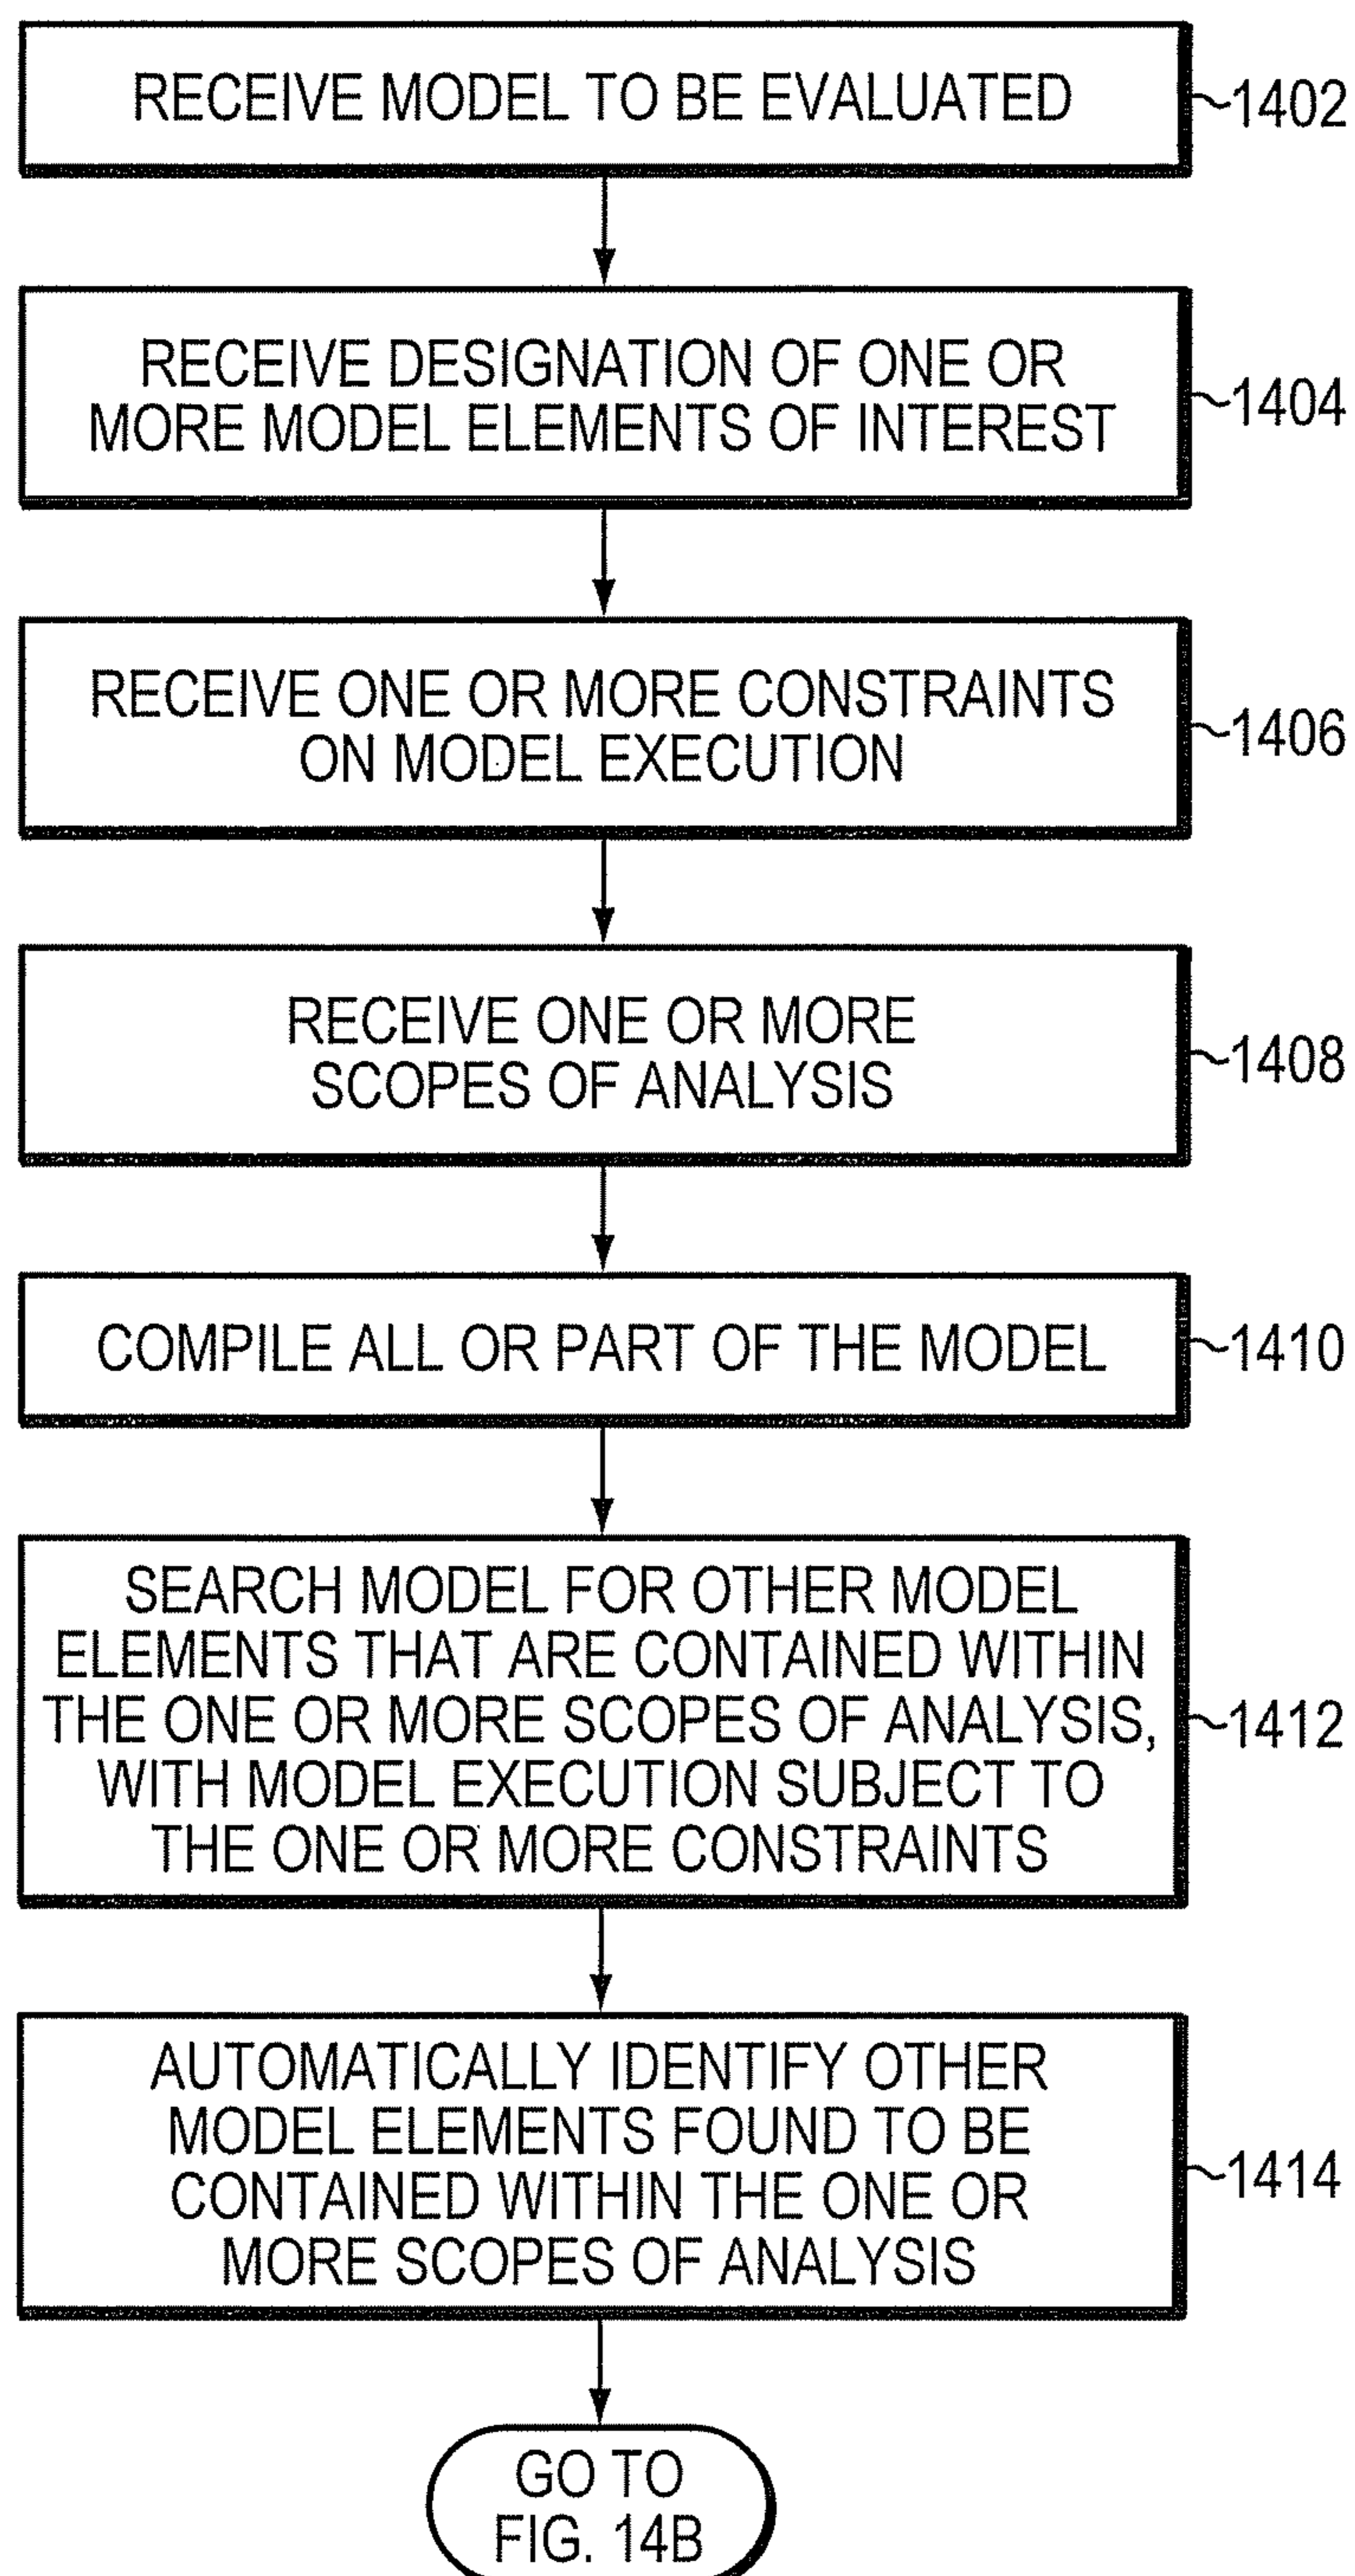 RECEIVE MODEL TO BE EVALUATED
1402
RECEIVE DESIGNATION OF ONE OR
MORE MODEL ELEMENTS OF INTEREST
1404
RECEIVE ONE OR MORE CONSTRAINTS
ON MODEL EXECUTION
1406
RECEIVE ONE OR MORE
SCOPES OF ANALYSIS
1408
COMPILE ALL OR PART OF THE MODEL
1410
SEARCH MODEL FOR OTHER MODEL
ELEMENTS THAT ARE CONTAINED WITHIN
THE ONE OR MORE SCOPES OF ANALYSIS,
WITH MODEL EXECUTION SUBJECT TO
THE ONE OR MORE CONSTRAINTS
1412
AUTOMATICALLY IDENTIFY OTHER
MODEL ELEMENTS FOUND TO BE
CONTAINED WITHIN THE ONE OR
MORE SCOPES OF ANALYSIS
1414
GO TO
FIG. 14B